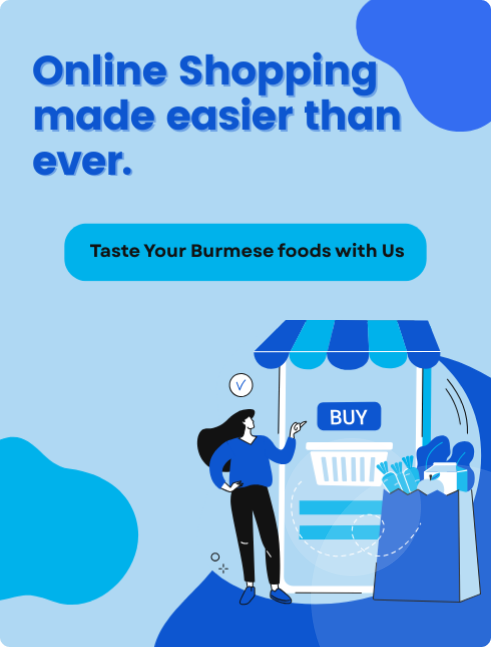 Online Shopping
made easier than
ever.
Taste Your Burmese foods with Us
BUY